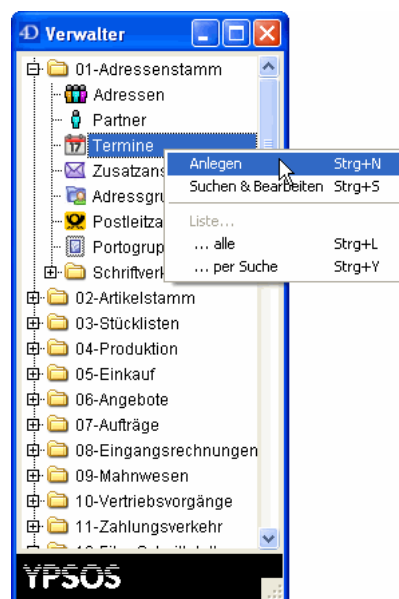 Verwalter
01-Adressenstamm
Adressen
Partner
17 Termine
Anlegen Strg+N
Suchen & Bearbeiten Strg+S
Liste...
... alle Strg+L
... per Suche Strg+Y
Zusatzans
Adressgru
Postleitza
Portogrup
Schriftverk
02-Artikelstamm
03-Stücklisten
04-Produktion
05-Einkauf
06-Angebote
07-Aufträge
08-Eingangsrechnungen
09-Mahnwesen
10-Vertriebsvorgänge
11-Zahlungsverkehr
YPSOS